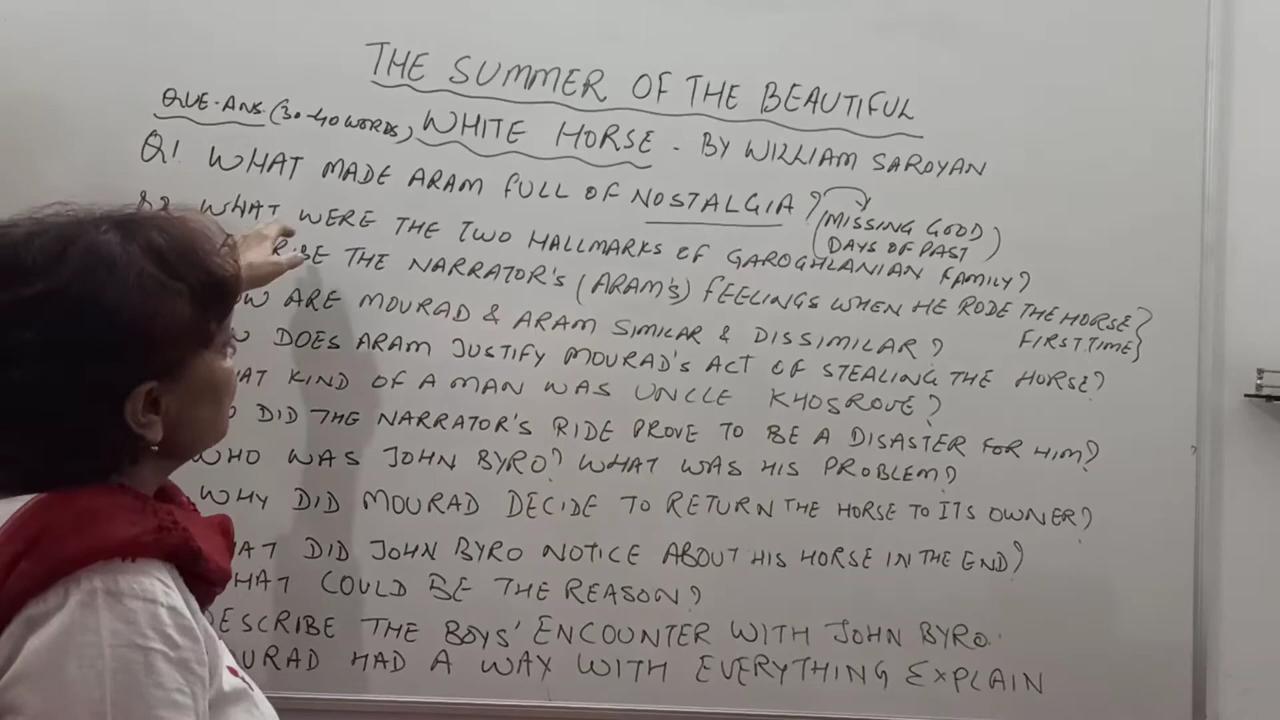 THE SUMMER OF THE BEAUTIFUL
QUE-ANS. (30-40 WORDS) WHITE HORSE - BY WILLIAM SAROYAN
Q1 WHAT MADE ARAM FULL OF NOSTALGIA? (MISSING GOOD DAYS OF PAST)
WHAT WERE THE TWO HALLMARKS OF GAROGHLANIAN FAMILY?
THE NARRATOR'S (ARAM'S) FEELINGS WHEN HE RODE THE HORSE FIRST TIME
ARE MOURAD & ARAM SIMILAR & DISSIMILAR?
DOES ARAM JUSTIFY MOURAD'S ACT OF STEALING THE HORSE?
KIND OF A MAN WAS UNCLE KHOSROVE?
DID THE NARRATOR'S RIDE PROVE TO BE A DISASTER FOR HIM?
WHO WAS JOHN BYRO? WHAT WAS HIS PROBLEM?
WHY DID MOURAD DECIDE TO RETURN THE HORSE TO ITS OWNER?
DID JOHN BYRO NOTICE ABOUT HIS HORSE IN THE END?
COULD BE THE REASON?
THE BOYS' ENCOUNTER WITH JOHN BYRO.
HAD A WAY WITH EVERYTHING EXPLAIN